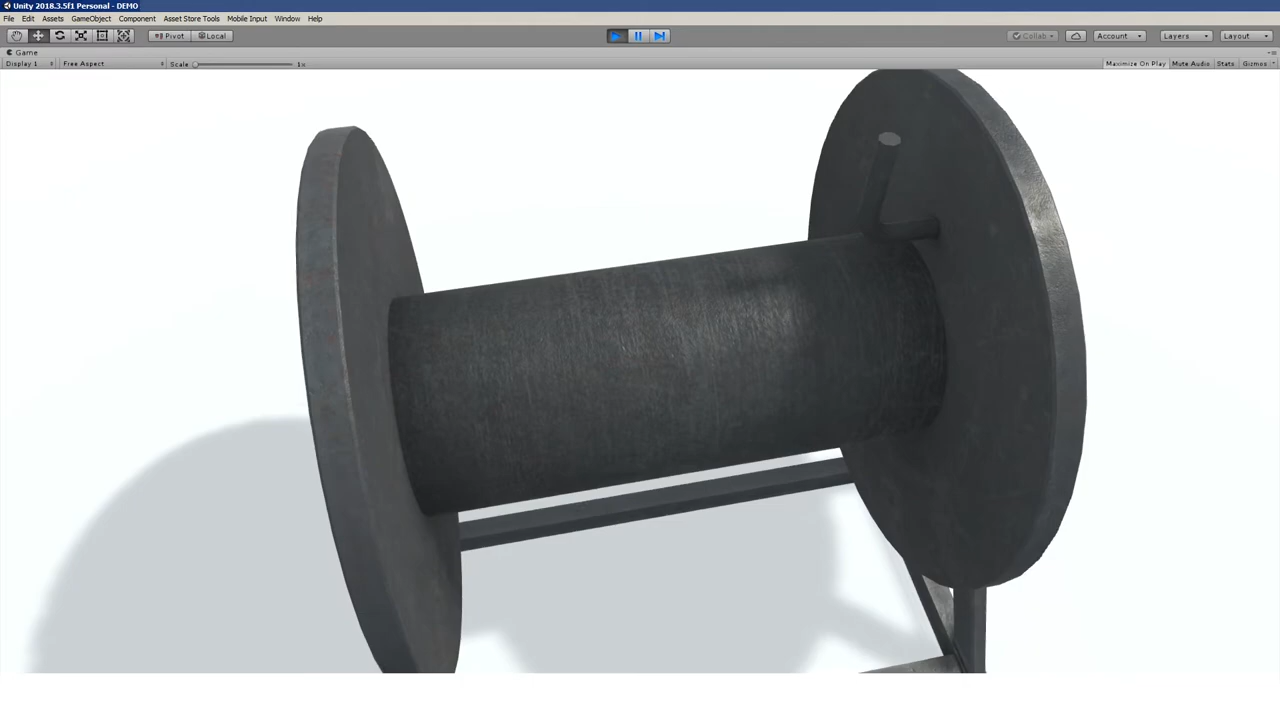 Unity 2018.3.5f1 Personal - DEMO
File Edit Assets GameObject Component Asset Store Tools Mobile Input Window Help
Pivot Local Collab Account Layers Layout
Game
Display 1 Free Aspect Scale 1x Maximize On Play Mute Audio Stats Gizmos